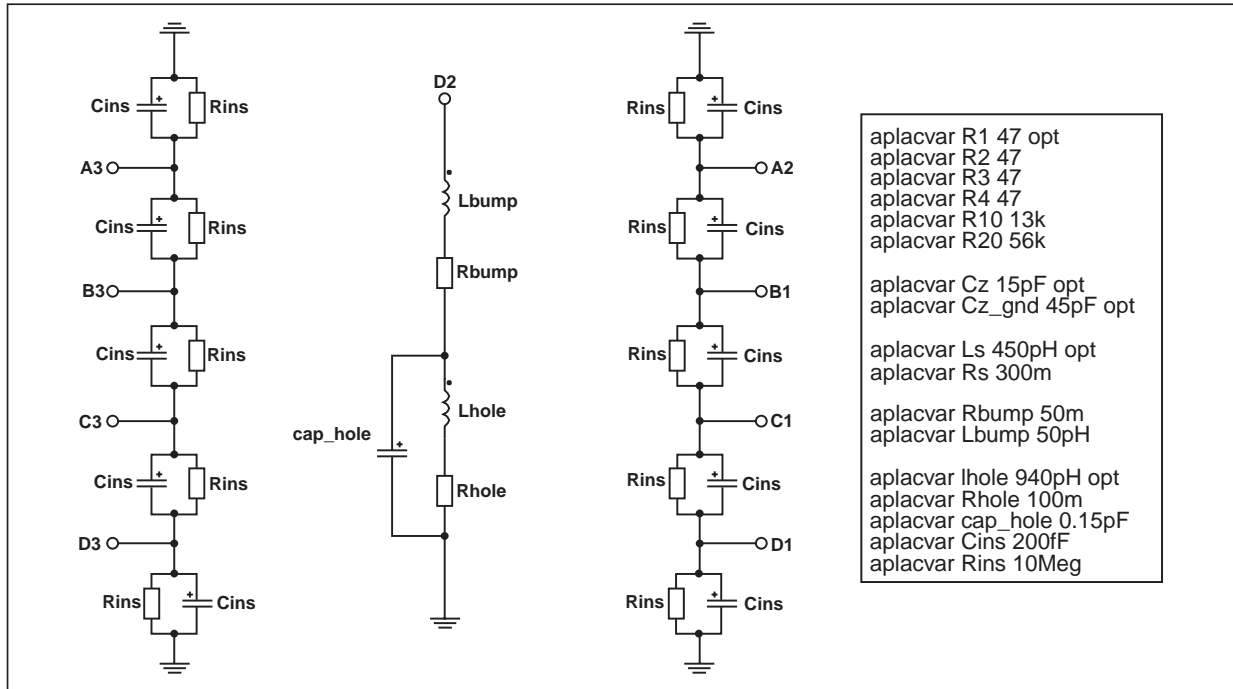 Cins
Rins
A3
Cins
Rins
B3
Cins
Rins
C3
Cins
Rins
D3
Rins
Cins
D2
Lbump
Rbump
Lhole
cap_hole
Rhole
Rins
Cins
A2
Rins
Cins
B1
Rins
Cins
C1
Rins
Cins
D1
Rins
Cins
aplacvar R1 47 opt
aplacvar R2 47
aplacvar R3 47
aplacvar R4 47
aplacvar R10 13k
aplacvar R20 56k
aplacvar Cz 15pF opt
aplacvar Cz_gnd 45pF opt
aplacvar Ls 450pH opt
aplacvar Rs 300m
aplacvar Rbump 50m
aplacvar Lbump 50pH
aplacvar lhole 940pH opt
aplacvar Rhole 100m
aplacvar cap_hole 0.15pF
aplacvar Cins 200fF
aplacvar Rins 10Meg